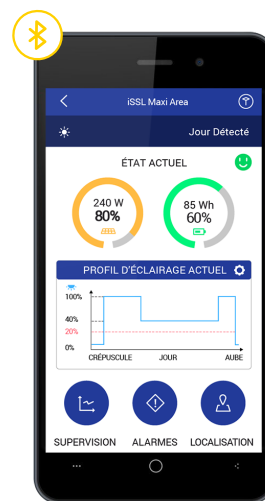 iSSL Maxi Area
Jour Détecté
ÉTAT ACTUEL
240 W
80%
85 Wh
60%
PROFIL D'ÉCLAIRAGE ACTUEL
100%
40%
20%
0%
CRÉPUSCULE JOUR AUBE
SUPERVISION ALARMES LOCALISATION